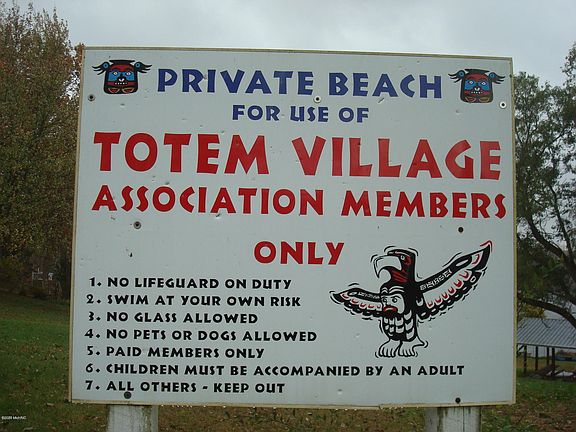 PRIVATE BEACH
FOR USE OF
TOTEM VILLAGE
ASSOCIATION MEMBERS
ONLY
1. NO LIFEGUARD ON DUTY
2. SWIM AT YOUR OWN RISK
3. NO GLASS ALLOWED
4. NO PETS OR DOGS ALLOWED
5. PAID MEMBERS ONLY
6. CHILDREN MUST BE ACCOMPANIED BY AN ADULT
7. ALL OTHERS - KEEP OUT